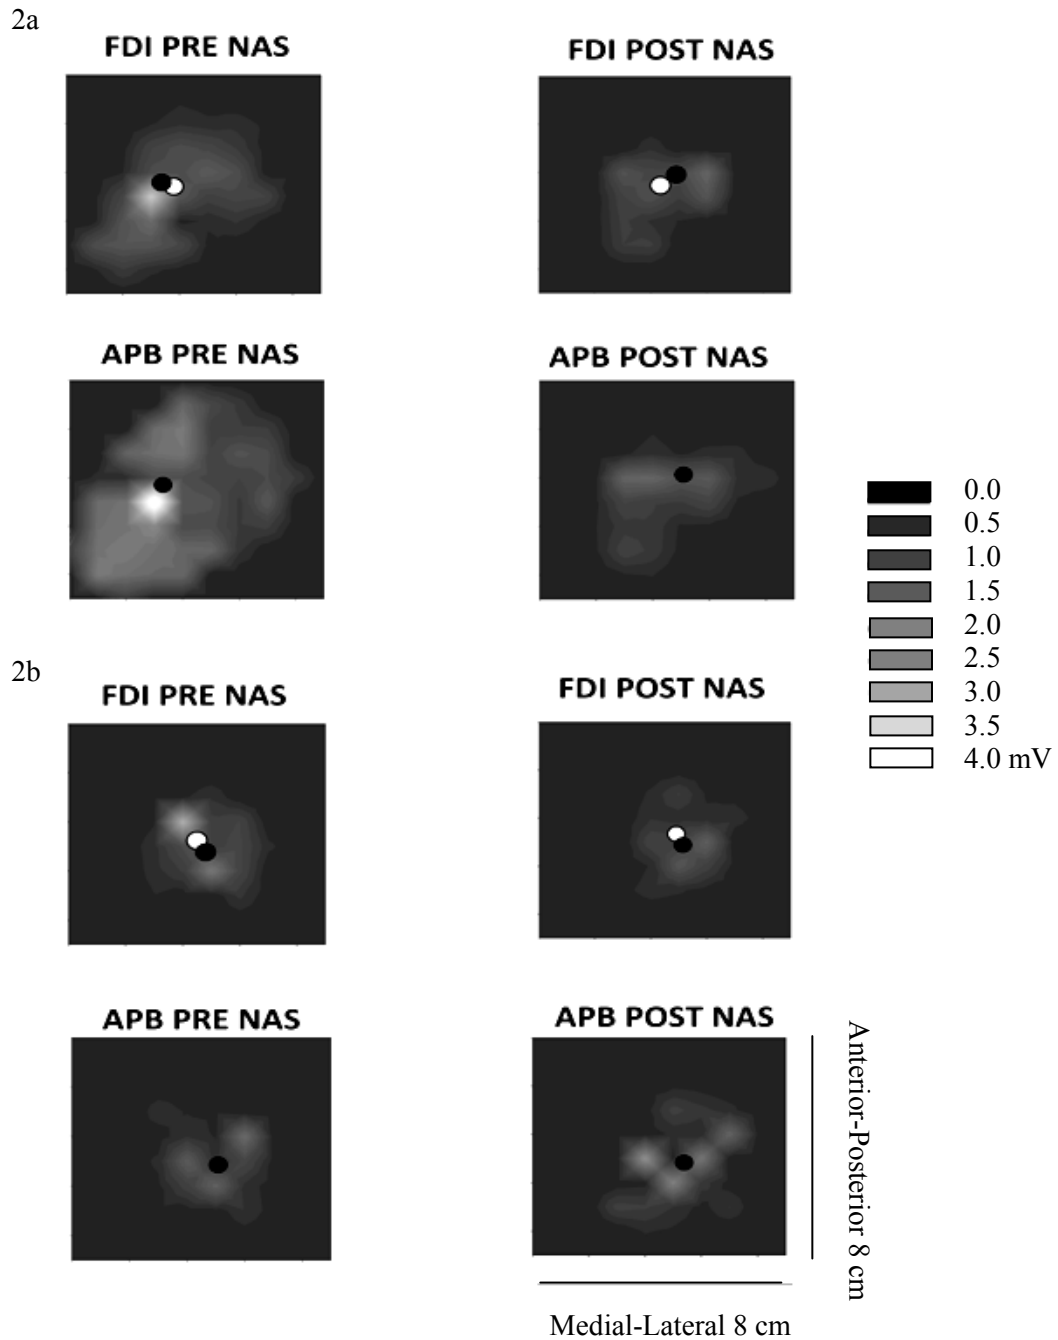 2a
FDI PRE NAS
FDI POST NAS
APB PRE NAS
APB POST NAS
0.0
0.5
1.0
1.5
2.0
2.5
3.0
3.5
4.0 mV
2b
FDI PRE NAS
FDI POST NAS
APB PRE NAS
APB POST NAS
Anterior-Posterior 8 cm
Medial-Lateral 8 cm